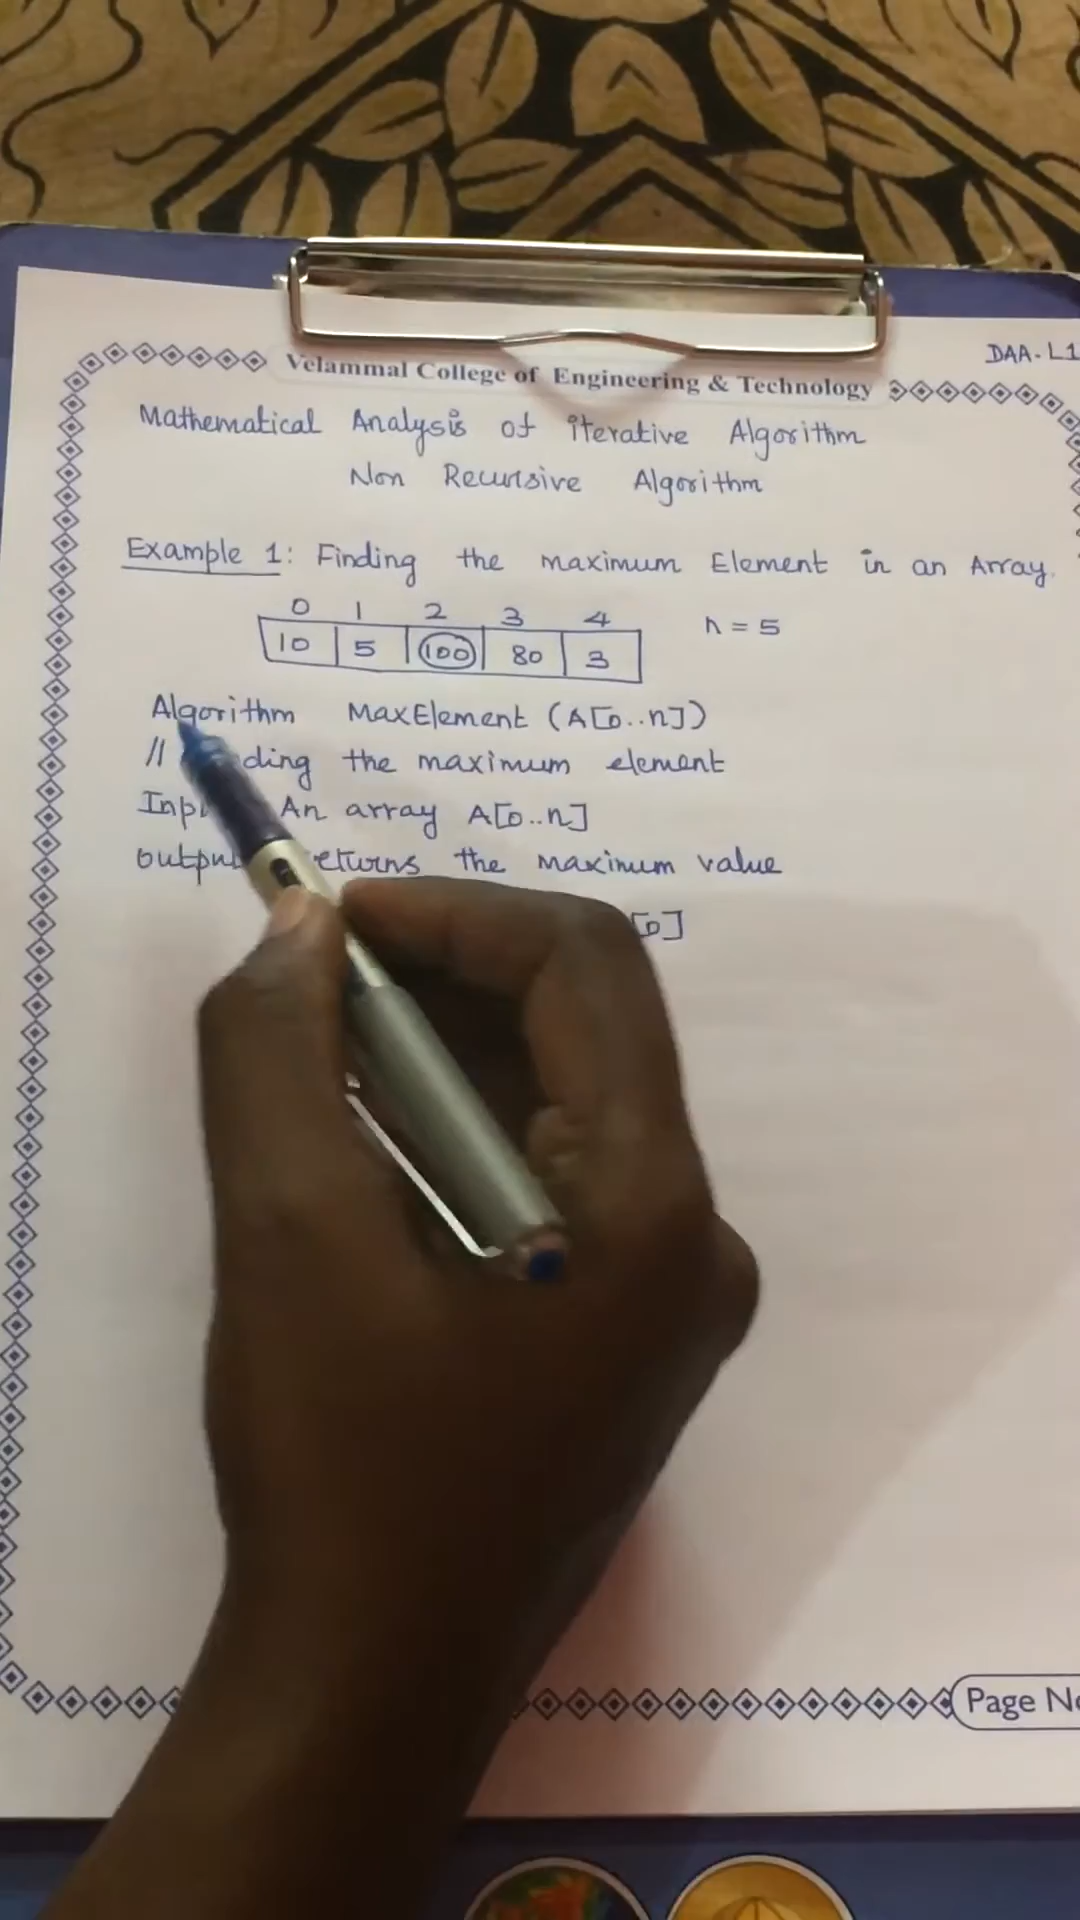 DAA-L1
Velammal College of Engineering & Technology
Mathematical Analysis of iterative Algorithm
Non Recursive Algorithm
Example 1: Finding the maximum Element in an Array.
0 1 2 3 4
10 5 100 80 3 n = 5
Algorithm MaxElement (A[0..n])
// the maximum element
An array A[0..n]
the maximum value
[0]
Page